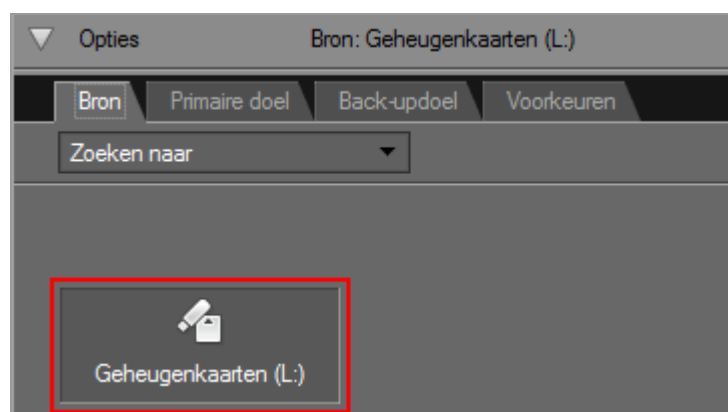 Opties Bron: Geheugenkaarten (L:)
Bron Primaire doel Back-updoel Voorkeuren
Zoeken naar
Geheugenkaarten (L:)